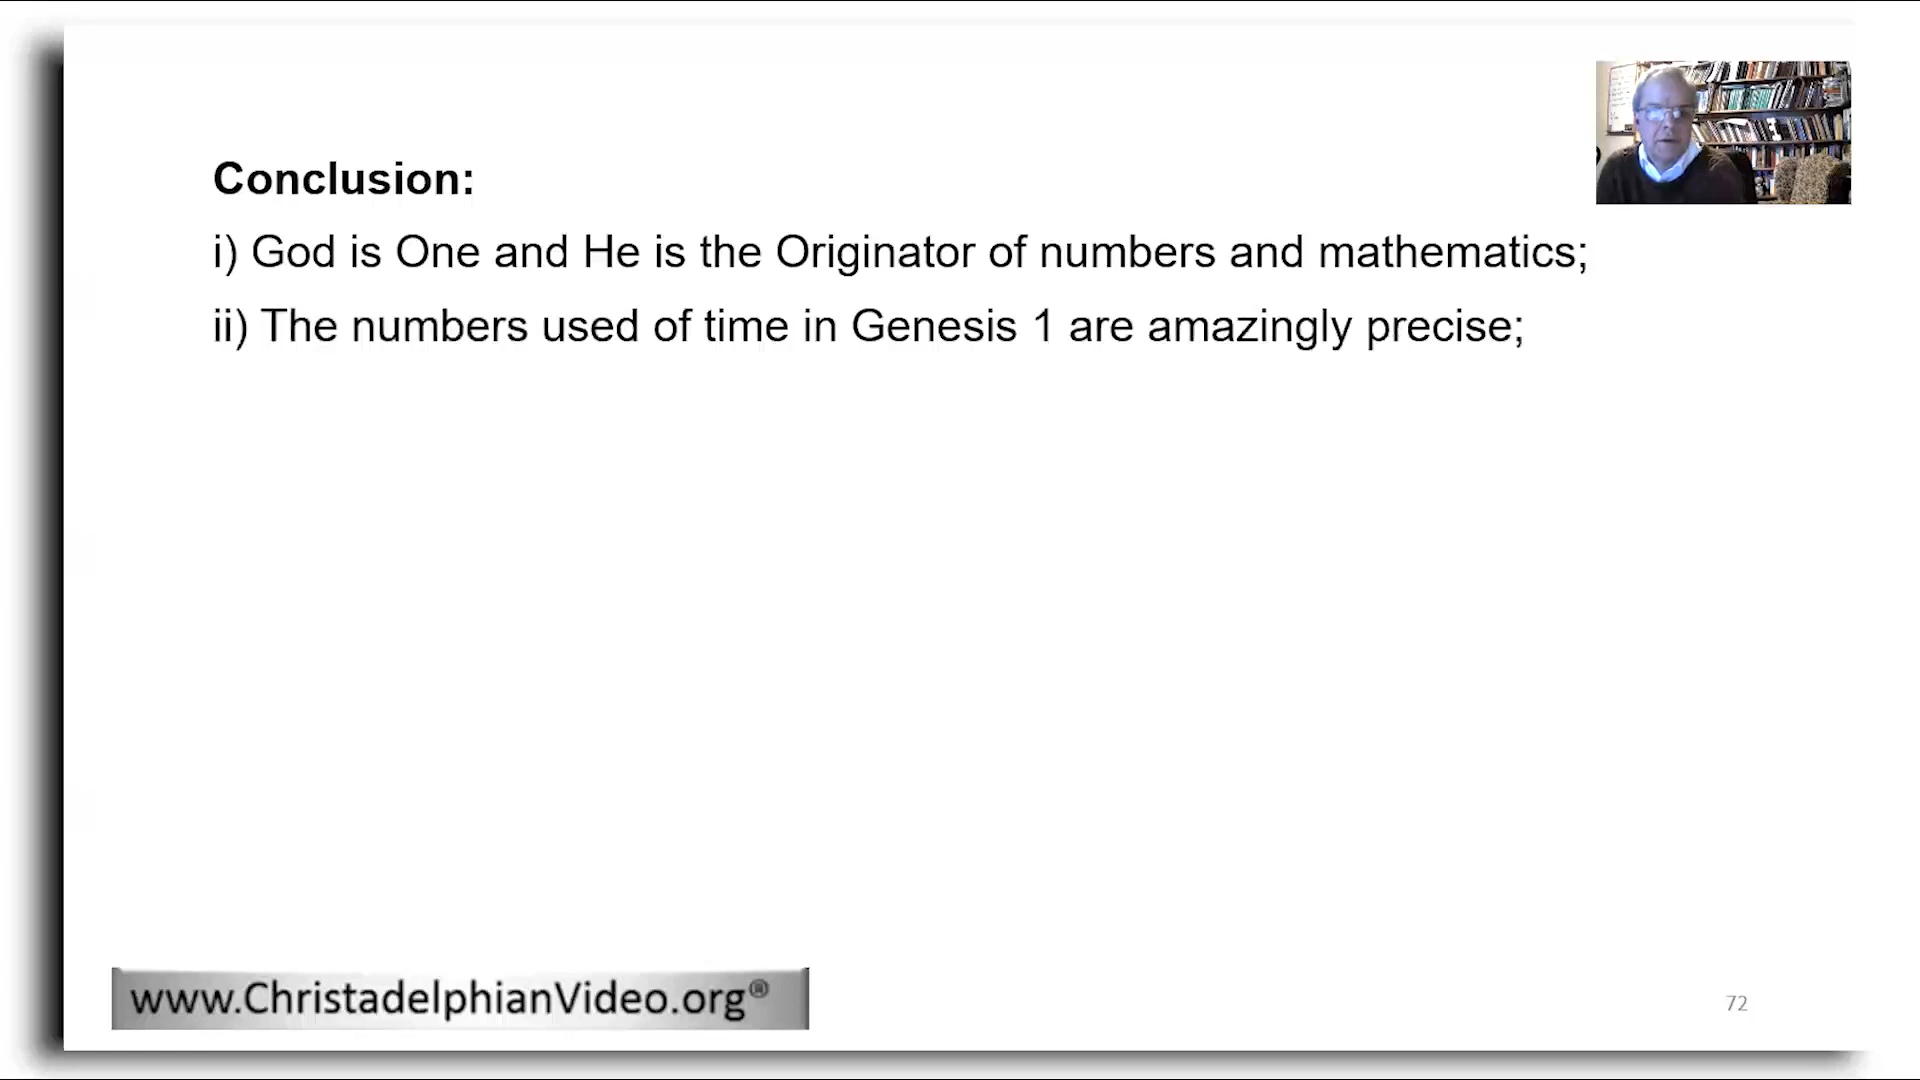 Conclusion:
i) God is One and He is the Originator of numbers and mathematics;
ii) The numbers used of time in Genesis 1 are amazingly precise;
www.ChristadelphianVideo.org®
72